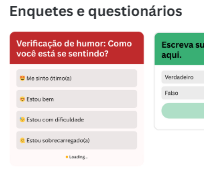 Enquetes e questionários
Verificação de humor: Como
você está se sentindo?
Me sinto ótimo(a)
Estou bem
Estou com dificuldade
Estou sobrecarregado(a)
Loading...
Escreva su
aqui.
Verdadeiro
Falso